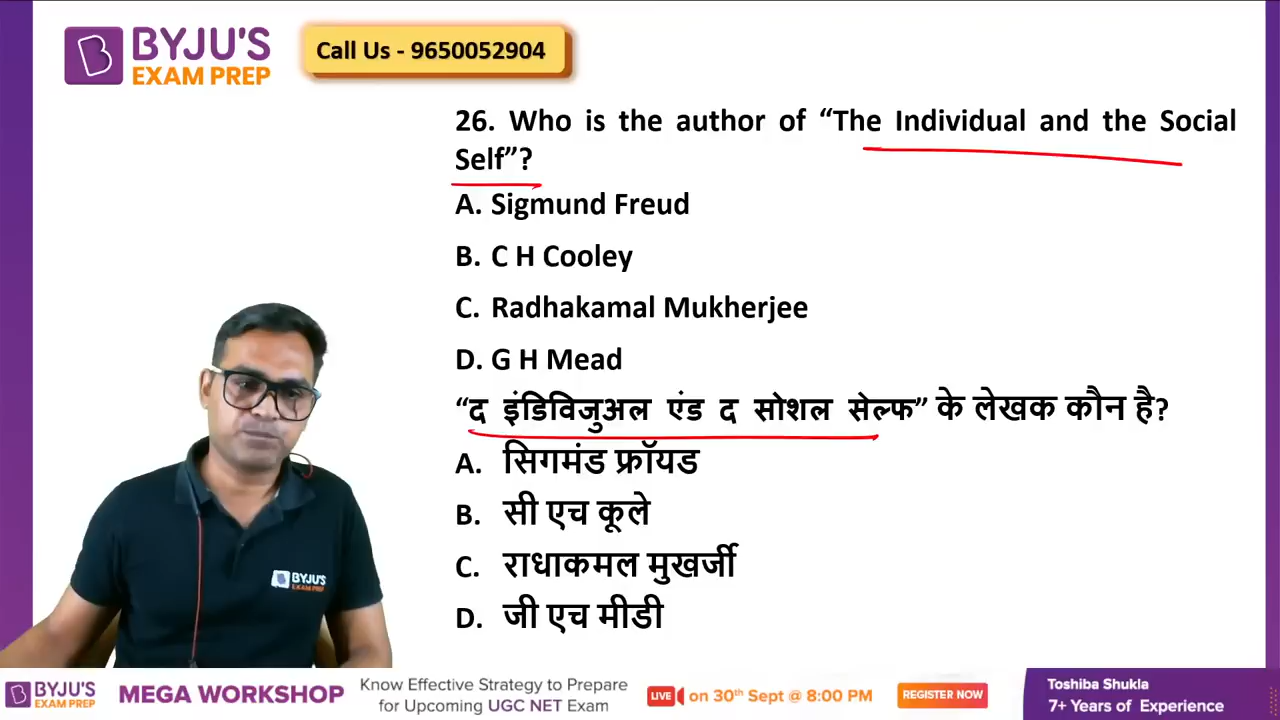 BYJU'S
EXAM PREP
Call Us - 9650052904
26. Who is the author of “The Individual and the Social
Self”?
A. Sigmund Freud
B. C H Cooley
C. Radhakamal Mukherjee
D. G H Mead
“द इंडिविजुअल एंड द सोशल सेल्फ” के लेखक कौन है?
A. सिगमंड फ्रॉयड
B. सी एच कूले
C. राधाकमल मुखर्जी
D. जी एच मीडी
BYJU'S
EXAM PREP
BYJU'S
EXAM PREP
MEGA WORKSHOP
Know Effective Strategy to Prepare
for Upcoming UGC NET Exam
LIVE on 30th Sept @ 8:00 PM
REGISTER NOW
Toshiba Shukla
7+ Years of Experience